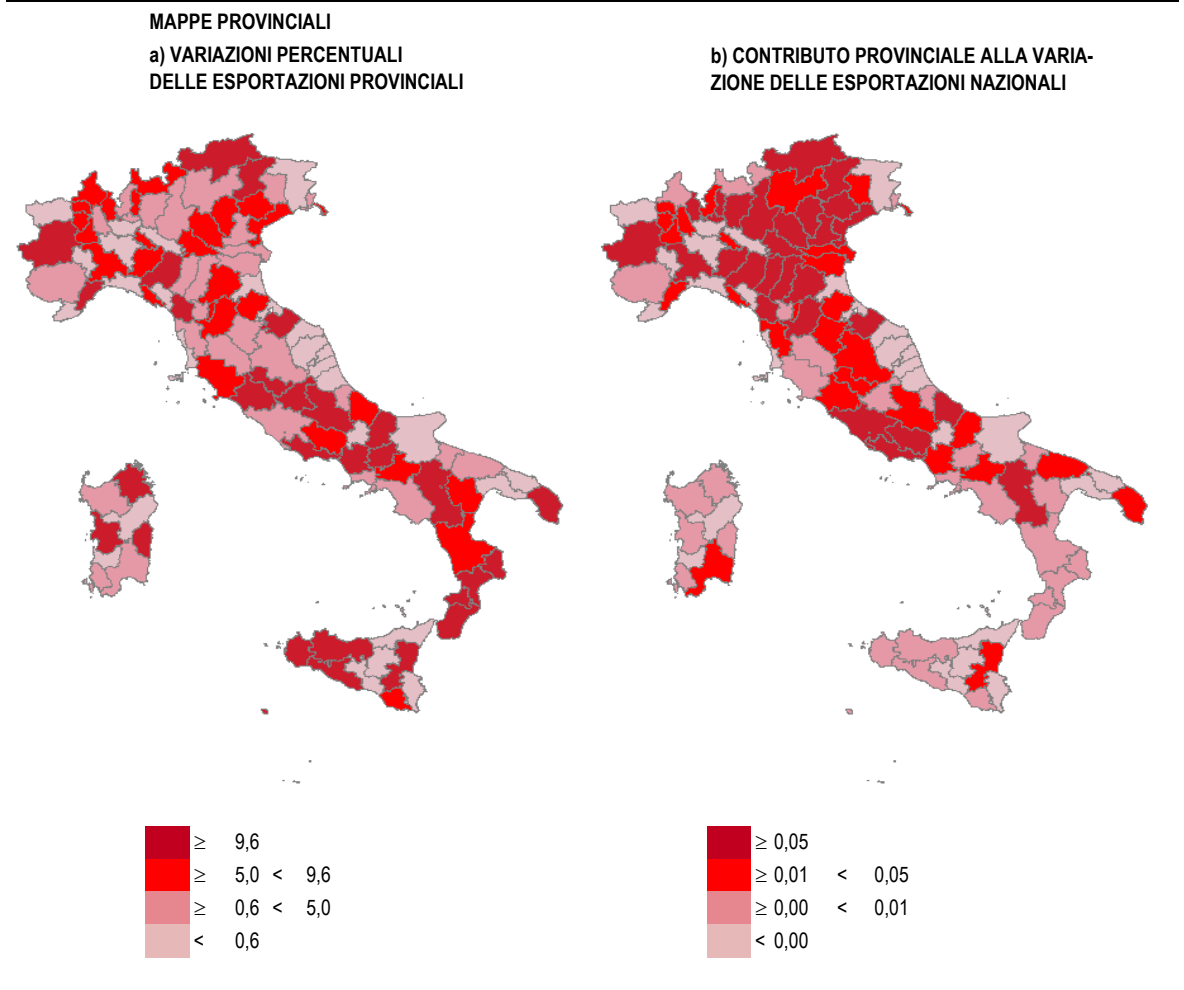 MAPPE PROVINCIALI
a) VARIAZIONI PERCENTUALI
DELLE ESPORTAZIONI PROVINCIALI
b) CONTRIBUTO PROVINCIALE ALLA VARIA-
ZIONE DELLE ESPORTAZIONI NAZIONALI
≥ 9,6
≥ 5,0 < 9,6
≥ 0,6 < 5,0
< 0,6
≥ 0,05
≥ 0,01 < 0,05
≥ 0,00 < 0,01
< 0,00